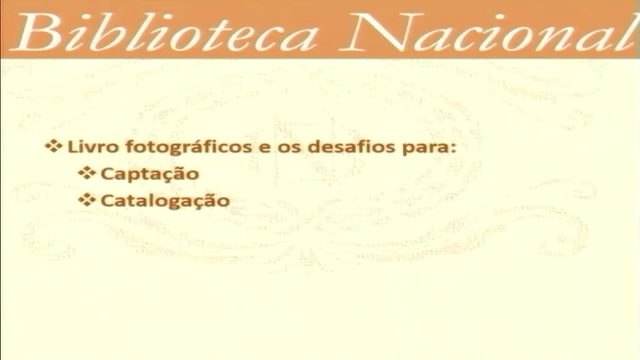 Biblioteca Nacional
❖Livro fotográficos e os desafios para:
❖Captação
❖Catalogação